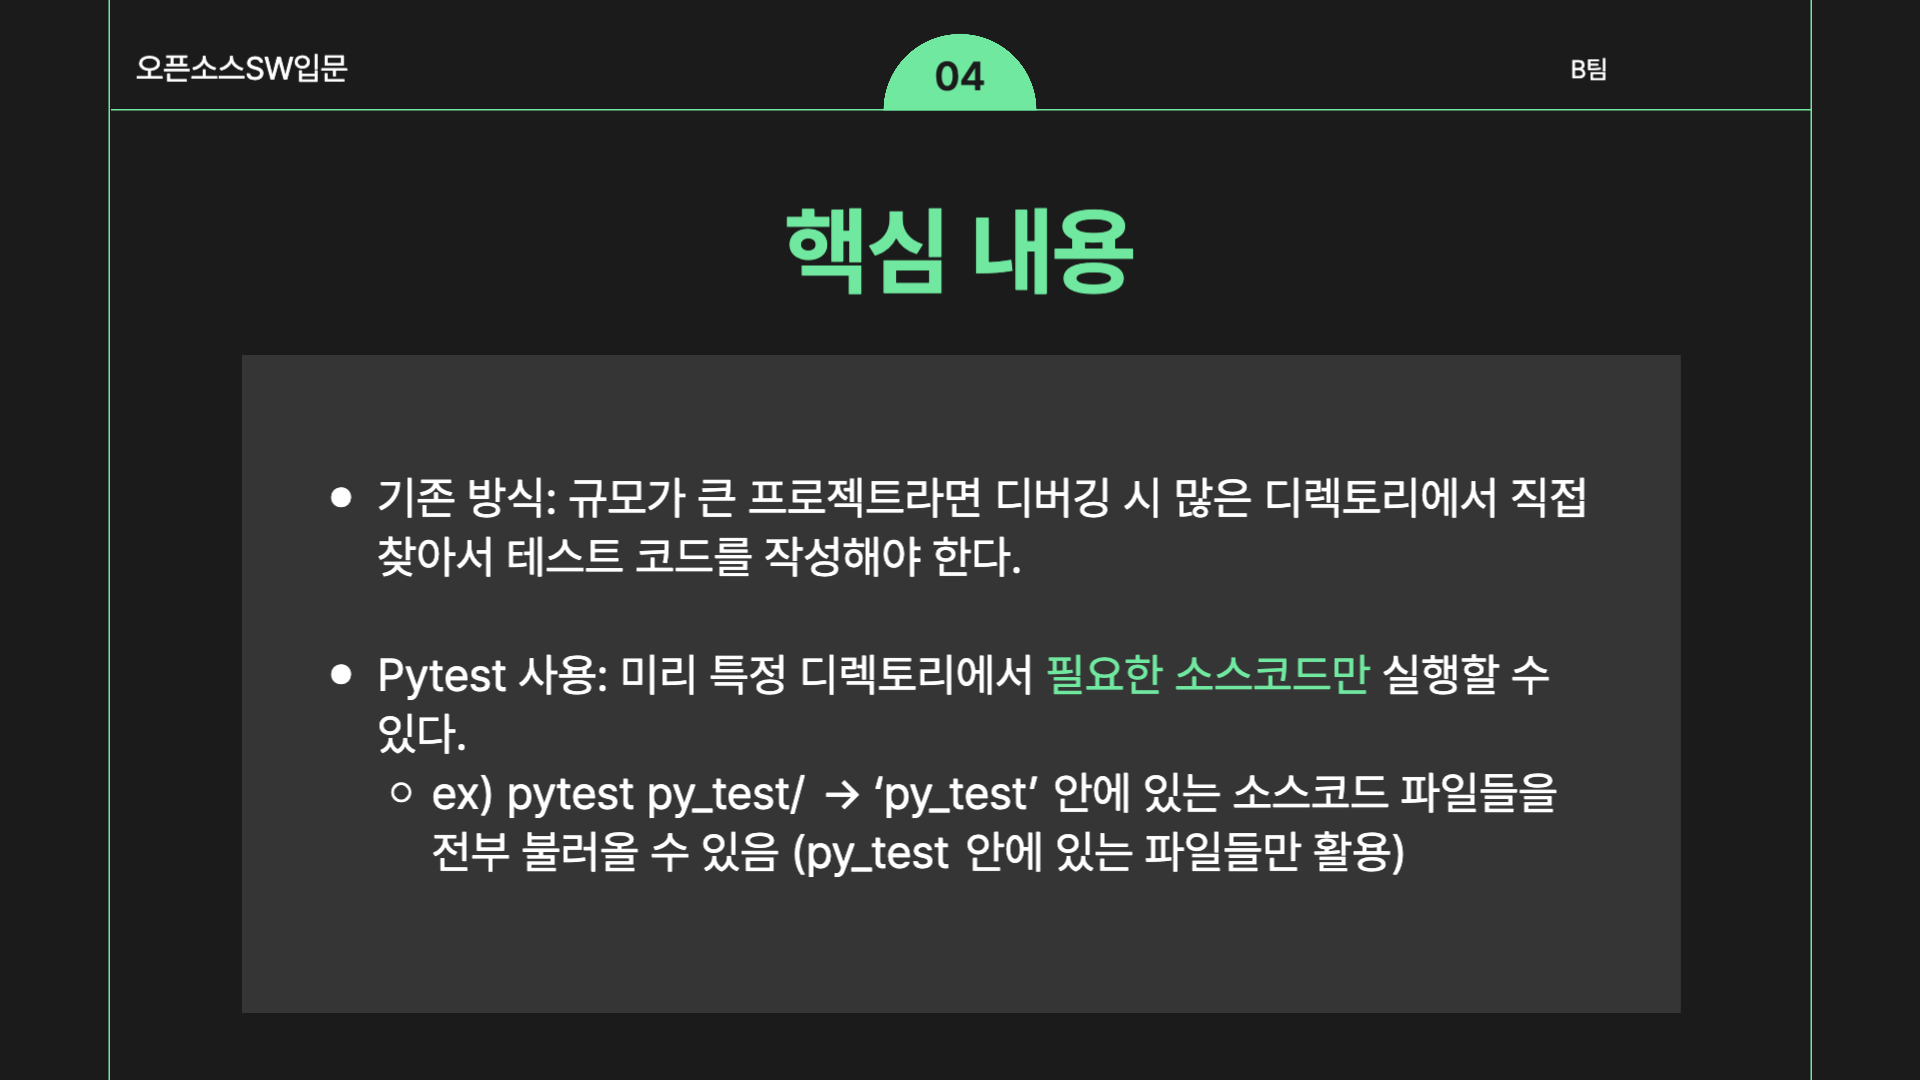 오픈소스SW입문
04
B팀
핵심 내용
● 기존 방식: 규모가 큰 프로젝트라면 디버깅 시 많은 디렉토리에서 직접
찾아서 테스트 코드를 작성해야 한다.
● Pytest 사용: 미리 특정 디렉토리에서 필요한 소스코드만 실행할 수
있다.
○ ex) pytest py_test/ → ‘py_test’ 안에 있는 소스코드 파일들을
전부 불러올 수 있음 (py_test 안에 있는 파일들만 활용)